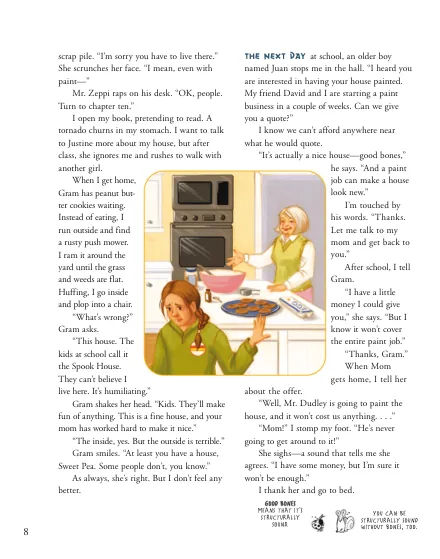 scrap pile. “I’m sorry you have to live there.”
She scrunches her face. “I mean, even with
paint—”
Mr. Zeppi raps on his desk. “OK, people.
Turn to chapter ten.”
I open my book, pretending to read. A
tornado churns in my stomach. I want to talk
to Justine more about my house, but after
class, she ignores me and rushes to walk with
another girl.
When I get home,
Gram has peanut but-
ter cookies waiting.
Instead of eating, I
run outside and find
a rusty push mower.
I ram it around the
yard until the grass
and weeds are flat.
Huffing, I go inside
and plop into a chair.
“What’s wrong?”
Gram asks.
“This house. The
kids at school call it
the Spook House.
They can’t believe I
live here. It’s humiliating.”
Gram shakes her head. “Kids. They’ll make
fun of anything. This is a fine house, and your
mom has worked hard to make it nice.”
“The inside, yes. But the outside is terrible.”
Gram smiles. “At least you have a house,
Sweet Pea. Some people don’t, you know.”
As always, she’s right. But I don’t feel any
better.
THE NEXT DAY at school, an older boy
named Juan stops me in the hall. “I heard you
are interested in having your house painted.
My friend David and I are starting a paint
business in a couple of weeks. Can we give
you a quote?”
I know we can’t afford anywhere near
what he would quote.
“It’s actually a nice house—good bones,”
he says. “And a paint
job can make a house
look new.”
I’m touched by
his words. “Thanks.
Let me talk to my
mom and get back to
you.”
After school, I tell
Gram.
“I have a little
money I could give
you,” she says. “But I
know it won’t cover
the entire paint job.”
“Thanks, Gram.”
When Mom
gets home, I tell her
about the offer.
“Well, Mr. Dudley is going to paint the
house, and it won’t cost us anything. . . .”
“Mom!” I stomp my foot. “He’s never
going to get around to it!”
She sighs—a sound that tells me she
agrees. “I have some money, but I’m sure it
won’t be enough.”
I thank her and go to bed.
GOOD BONES
MEANS THAT IT’S
STRUCTURALLY
SOUND.
YOU CAN BE
STRUCTURALLY SOUND
WITHOUT BONES, TOO.
8